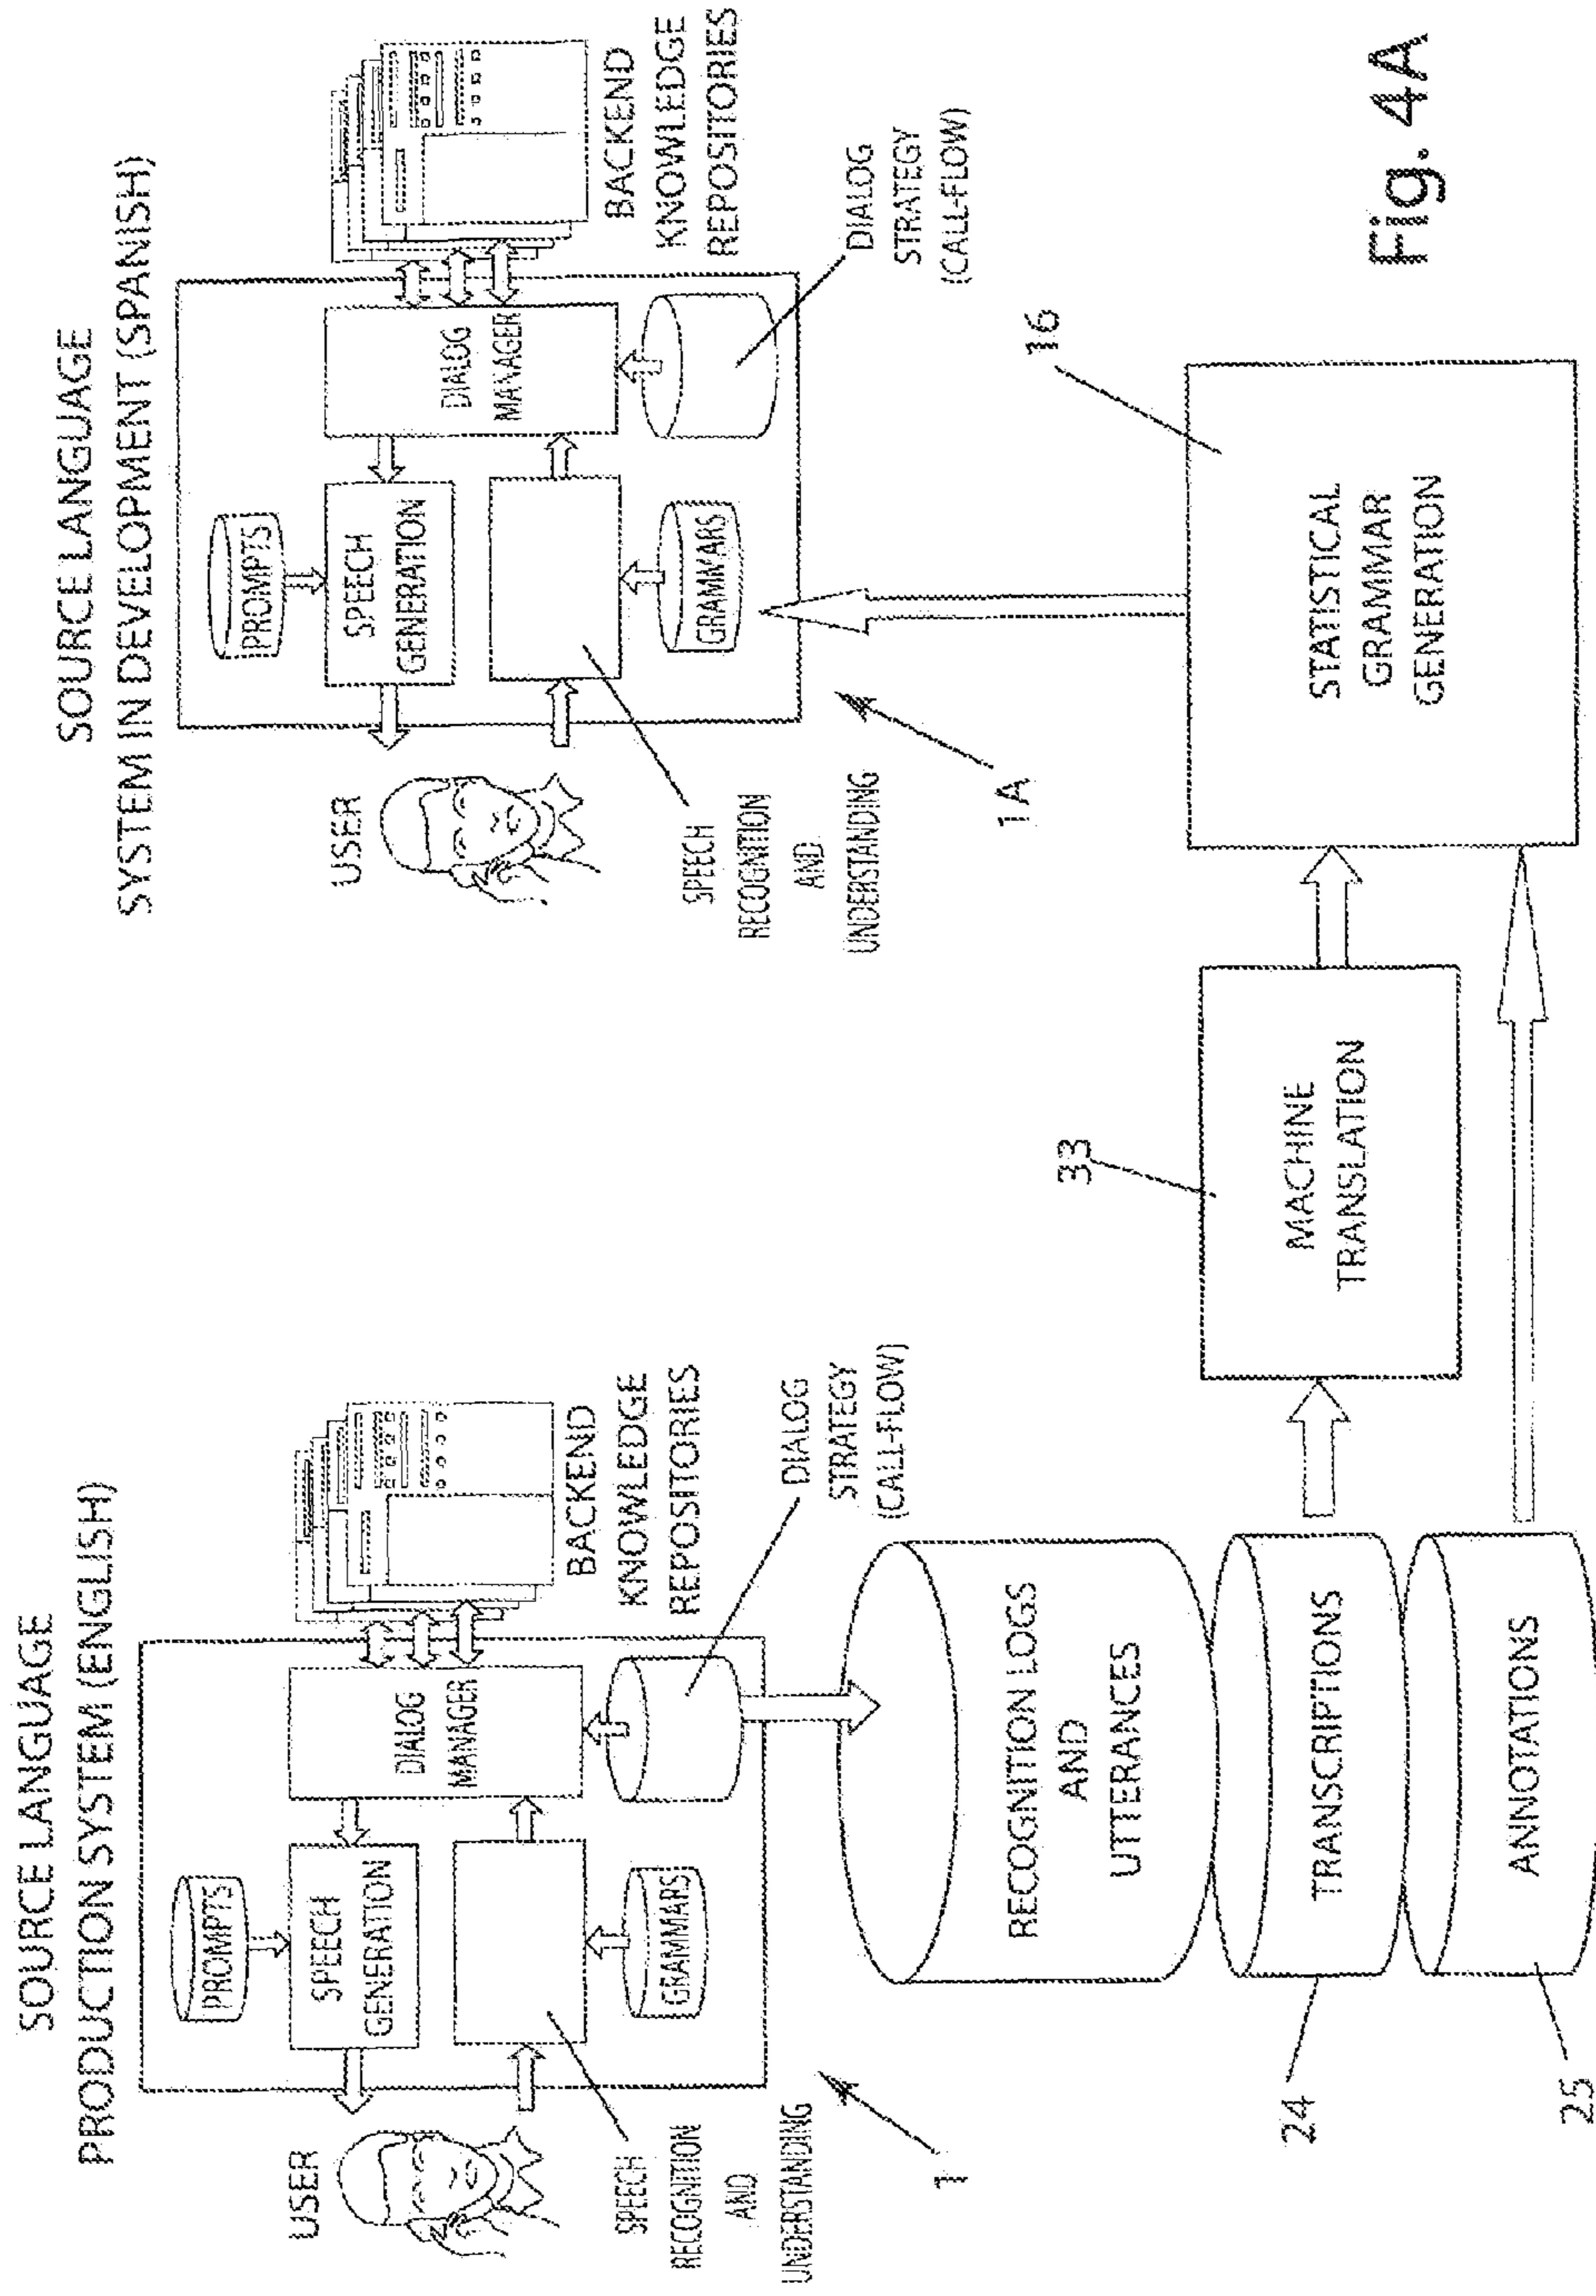 SOURCE LANGUAGE
PRODUCTION SYSTEM (ENGLISH)
PROMPTS
SPEECH
GENERATION
DIALOG
MANAGER
GRAMMARS
USER
SPEECH
RECOGNITION
AND
UNDERSTANDING
BACKEND
KNOWLEDGE
REPOSITORIES
DIALOG
STRATEGY
(CALL-FLOW)
1
RECOGNITION LOGS
AND
UTTERANCES
TRANSCRIPTIONS
24
ANNOTATIONS
25
MACHINE
TRANSLATION
33
SOURCE LANGUAGE
SYSTEM IN DEVELOPMENT (SPANISH)
PROMPTS
SPEECH
GENERATION
DIALOG
MANAGER
GRAMMARS
USER
SPEECH
RECOGNITION
AND
UNDERSTANDING
BACKEND
KNOWLEDGE
REPOSITORIES
DIALOG
STRATEGY
(CALL-FLOW)
1A
STATISTICAL
GRAMMAR
GENERATION
16
Fig. 4A